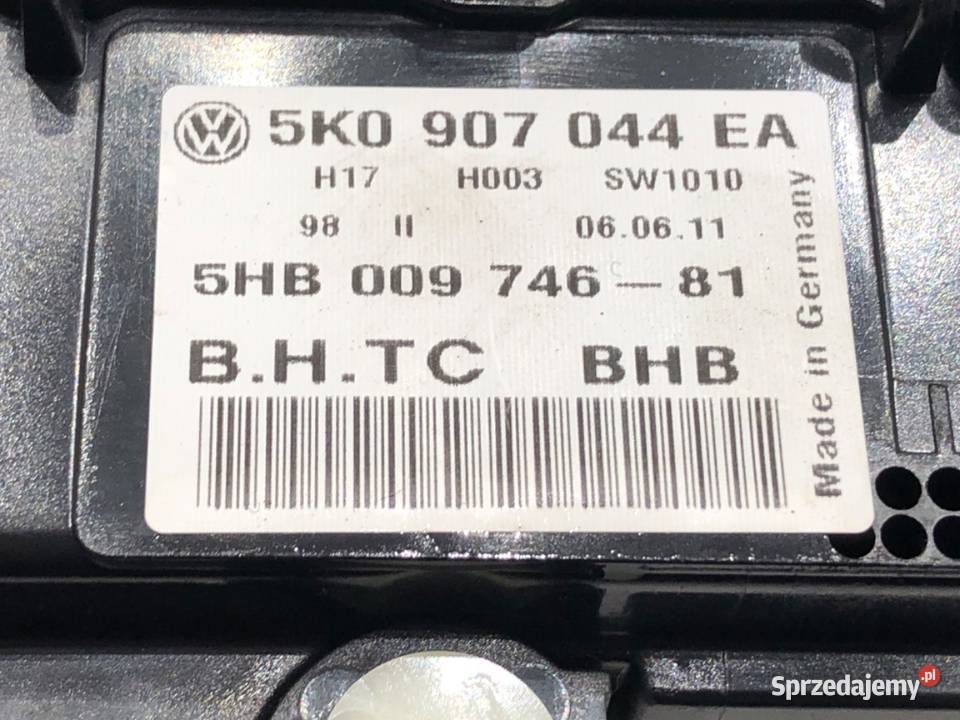 VW 5K0 907 044 EA
H17 H003 SW1010
98 II 06.06.11
5HB 009 746-81
B.H.TC BHB
Made in Germany
Sprzedajemy.pl